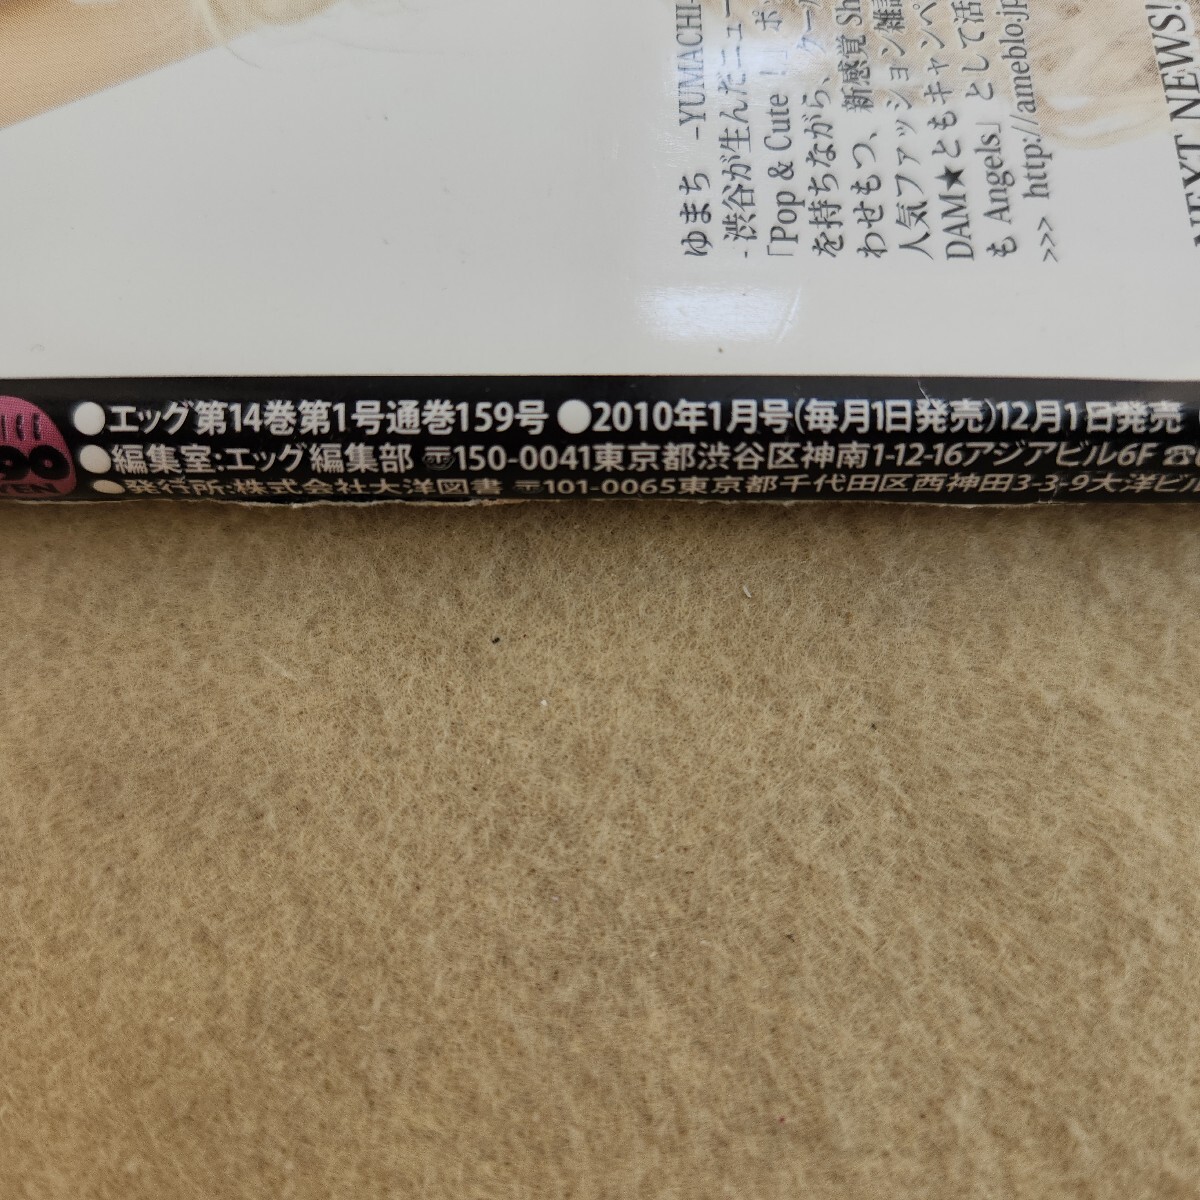 ゆまち -YUMACHI-
- 渋谷が生んだニュー
「Pop & Cute !」ポッ
を持ちながら、クール
わせもつ、新感覚 Sh
人気ファッション雑誌
DAM★ともキャンペ
も Angels」として活
>>> http://ameblo.jp
NEXT NEWS!
●エッグ第14巻第1号通巻159号 ●2010年1月号(毎月1日発売)12月1日発売
●編集室:エッグ編集部 〒150-0041東京都渋谷区神南1-12-16アジアビル6F ☎
●発行所:株式会社大洋図書 〒101-0065東京都千代田区西神田3-3-9大洋ビル
YEN